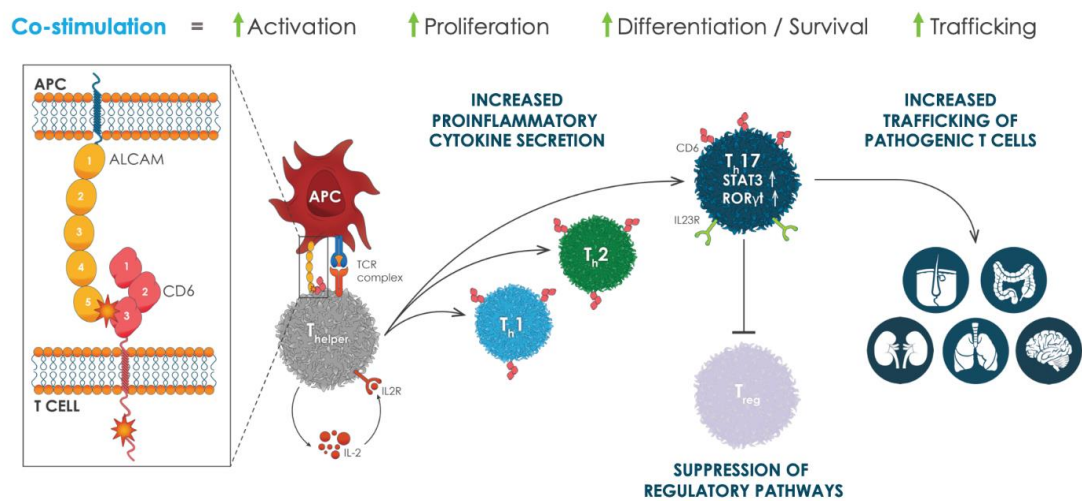 Co-stimulation = ↑ Activation ↑ Proliferation ↑ Differentiation / Survival ↑ Trafficking
APC
ALCAM
1
2
3
4
5
1
2
3
CD6
T CELL
APC
TCR
complex
T helper
IL2R
IL-2
INCREASED
PROINFLAMMATORY
CYTOKINE SECRETION
Th1
Th2
CD6
Th17
STAT3 ↑
RORγt ↑
IL23R
Treg
SUPPRESSION OF
REGULATORY PATHWAYS
INCREASED
TRAFFICKING OF
PATHOGENIC T CELLS